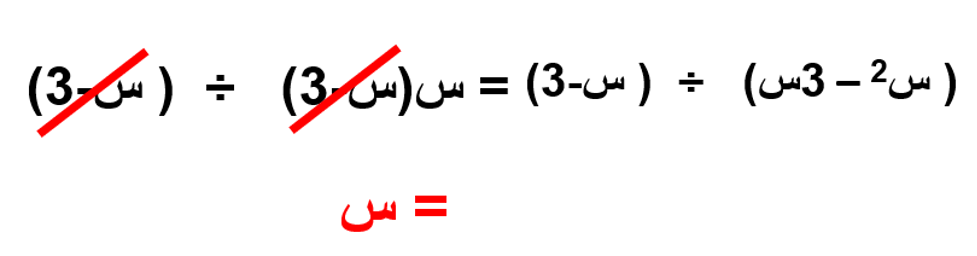 ( س² – 3س) ÷ ( س-3) = س(س-3) ÷ ( س-3)
= س